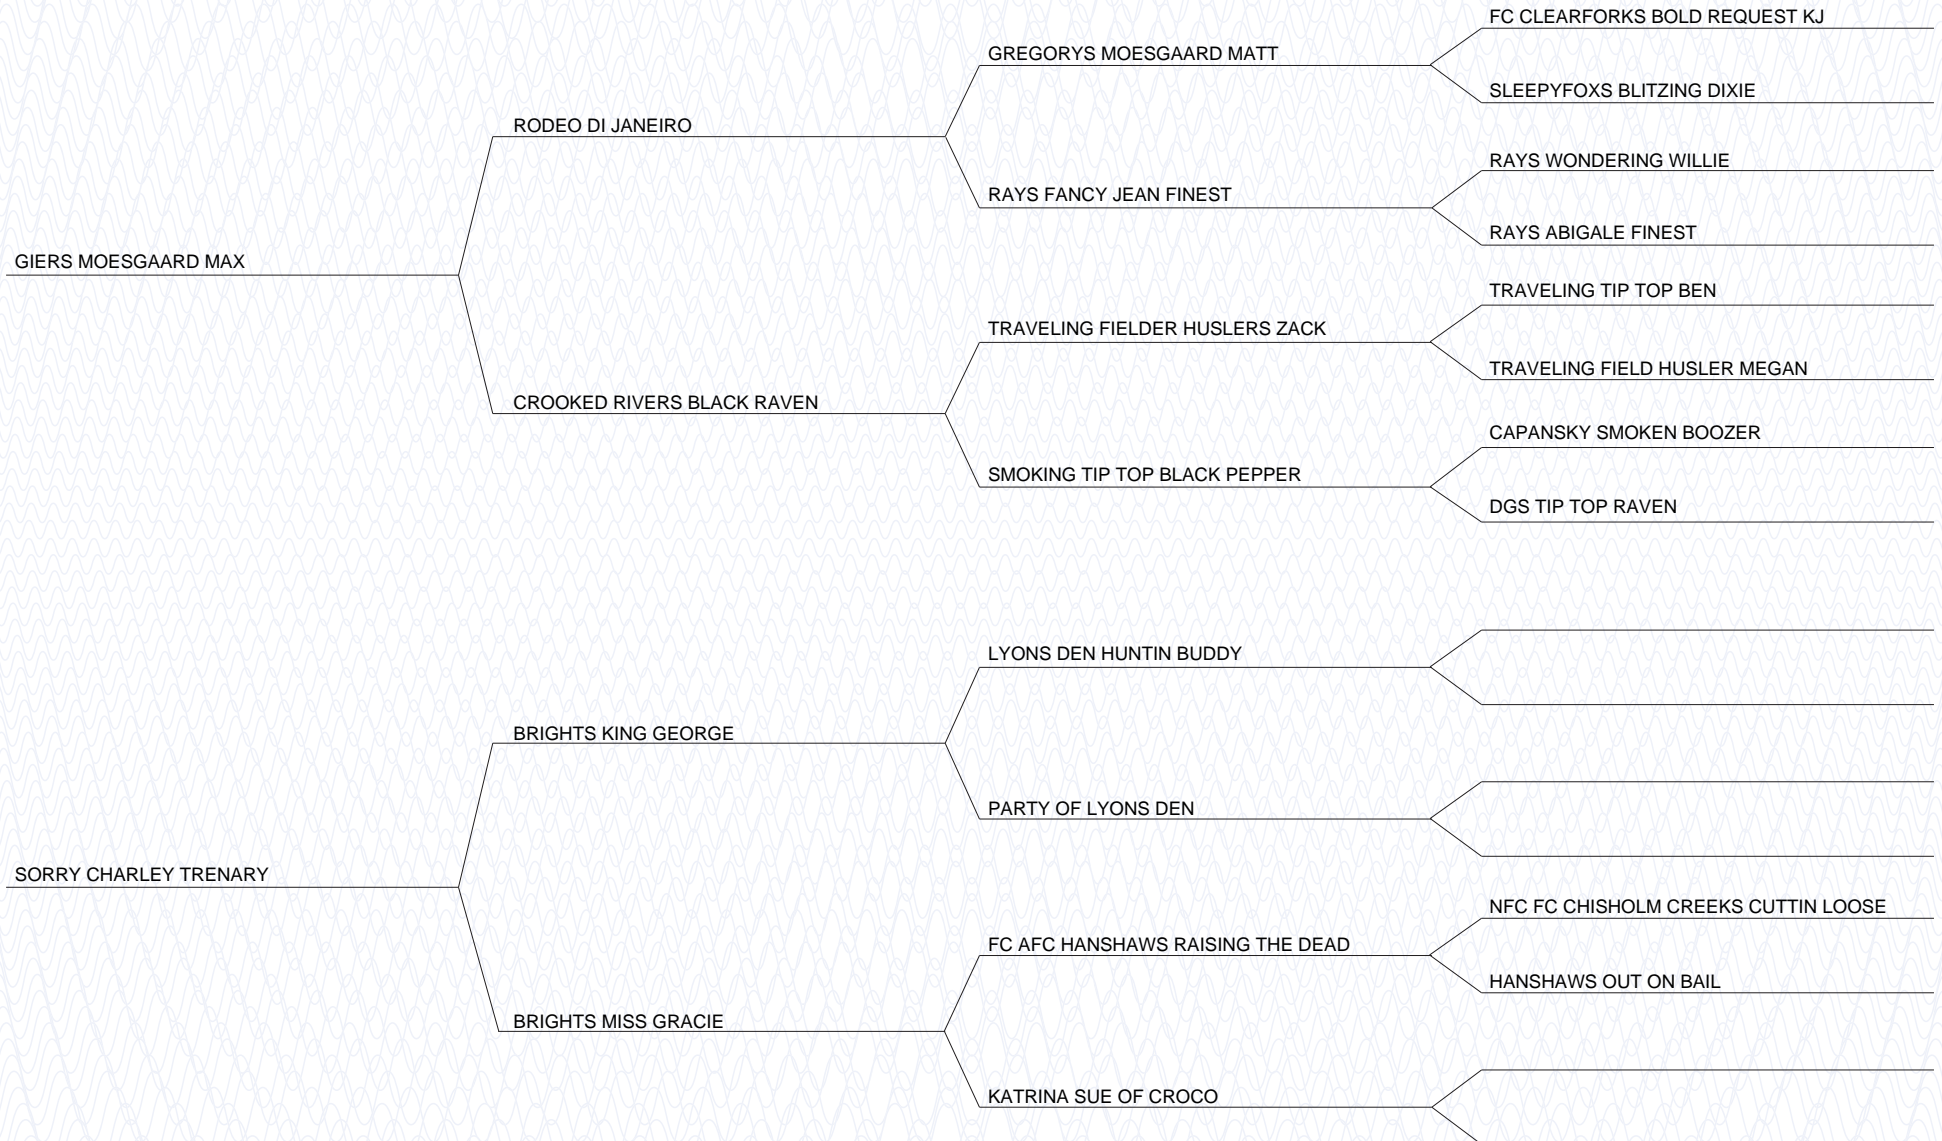 FC CLEARFORKS BOLD REQUEST KJ
GREGORYS MOESGAARD MATT
SLEEPYFOXS BLITZING DIXIE
RODEO DI JANEIRO
RAYS WONDERING WILLIE
RAYS FANCY JEAN FINEST
RAYS ABIGALE FINEST
GIERS MOESGAARD MAX
TRAVELING TIP TOP BEN
TRAVELING FIELDER HUSLERS ZACK
TRAVELING FIELD HUSLER MEGAN
CROOKED RIVERS BLACK RAVEN
CAPANSKY SMOKEN BOOZER
SMOKING TIP TOP BLACK PEPPER
DGS TIP TOP RAVEN
LYONS DEN HUNTIN BUDDY
BRIGHTS KING GEORGE
PARTY OF LYONS DEN
SORRY CHARLEY TRENARY
NFC FC CHISHOLM CREEKS CUTTIN LOOSE
FC AFC HANSHAWS RAISING THE DEAD
HANSHAWS OUT ON BAIL
BRIGHTS MISS GRACIE
KATRINA SUE OF CROCO